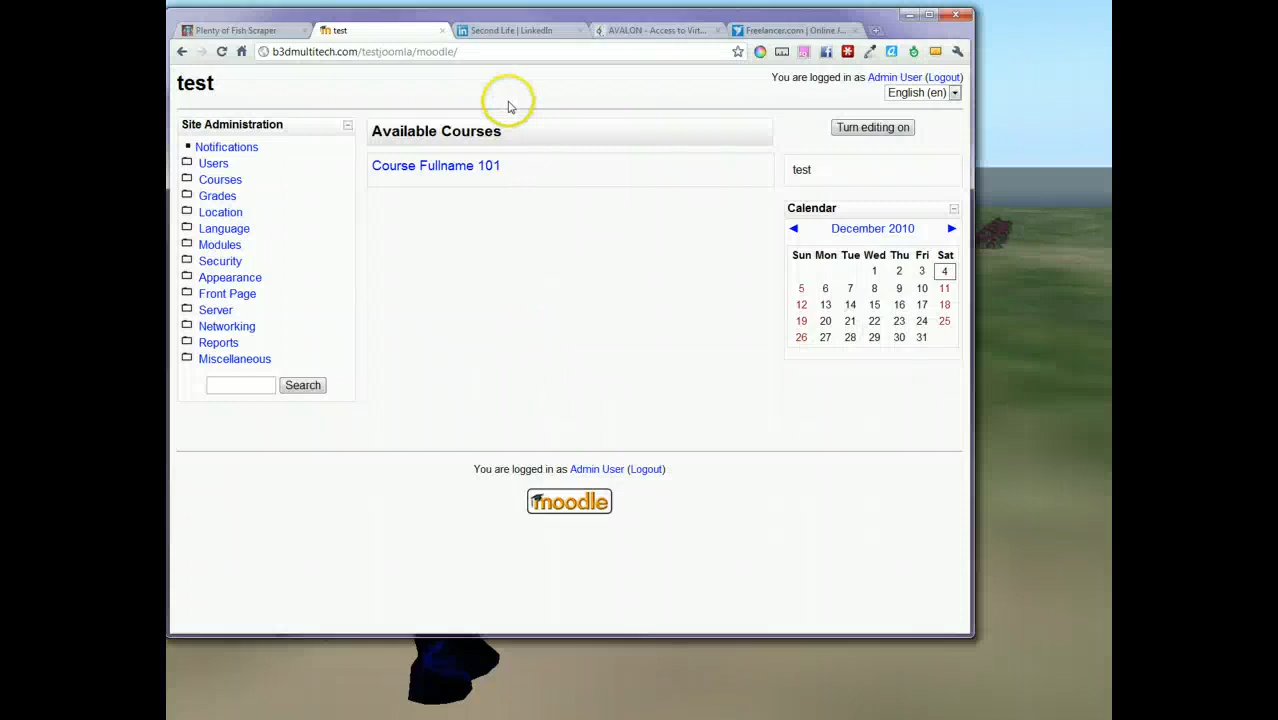 Plenty of Fish Scraper
test
Second Life | LinkedIn
AVALON - Access to Virt...
Freelancer.com | Online J...
b3dmultitech.com/testjoomla/moodle/
test
You are logged in as Admin User (Logout)
English (en)
Site Administration
Notifications
Users
Courses
Grades
Location
Language
Modules
Security
Appearance
Front Page
Server
Networking
Reports
Miscellaneous
Search
Available Courses
Course Fullname 101
Turn editing on
test
Calendar
December 2010
Sun Mon Tue Wed Thu Fri Sat
1 2 3 4
5 6 7 8 9 10 11
12 13 14 15 16 17 18
19 20 21 22 23 24 25
26 27 28 29 30 31
You are logged in as Admin User (Logout)
moodle